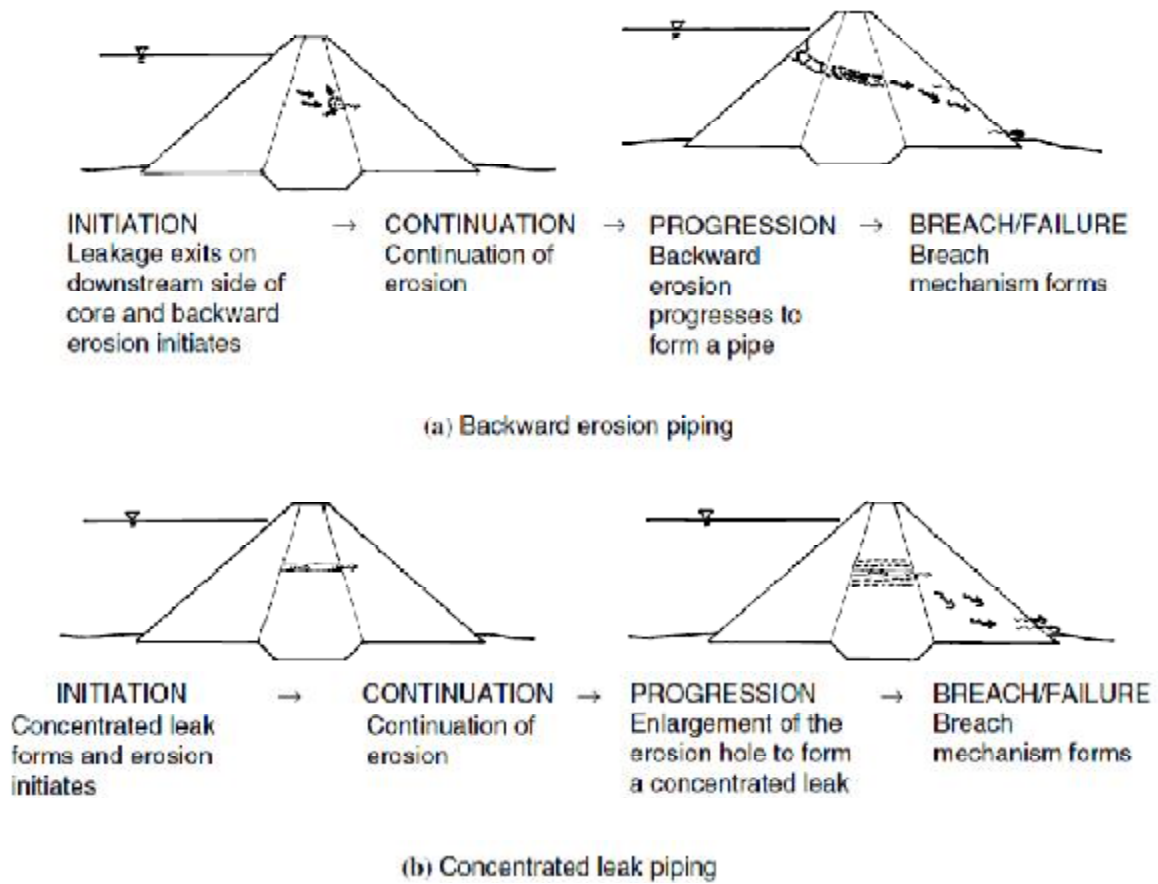 INITIATION → CONTINUATION → PROGRESSION → BREACH/FAILURE
Leakage exits on Continuation of Backward Breach
downstream side of erosion erosion mechanism forms
core and backward progresses to
erosion initiates form a pipe
(a) Backward erosion piping
INITIATION → CONTINUATION → PROGRESSION → BREACH/FAILURE
Concentrated leak Continuation of Enlargement of the Breach
forms and erosion erosion erosion hole to form mechanism forms
initiates a concentrated leak
(b) Concentrated leak piping